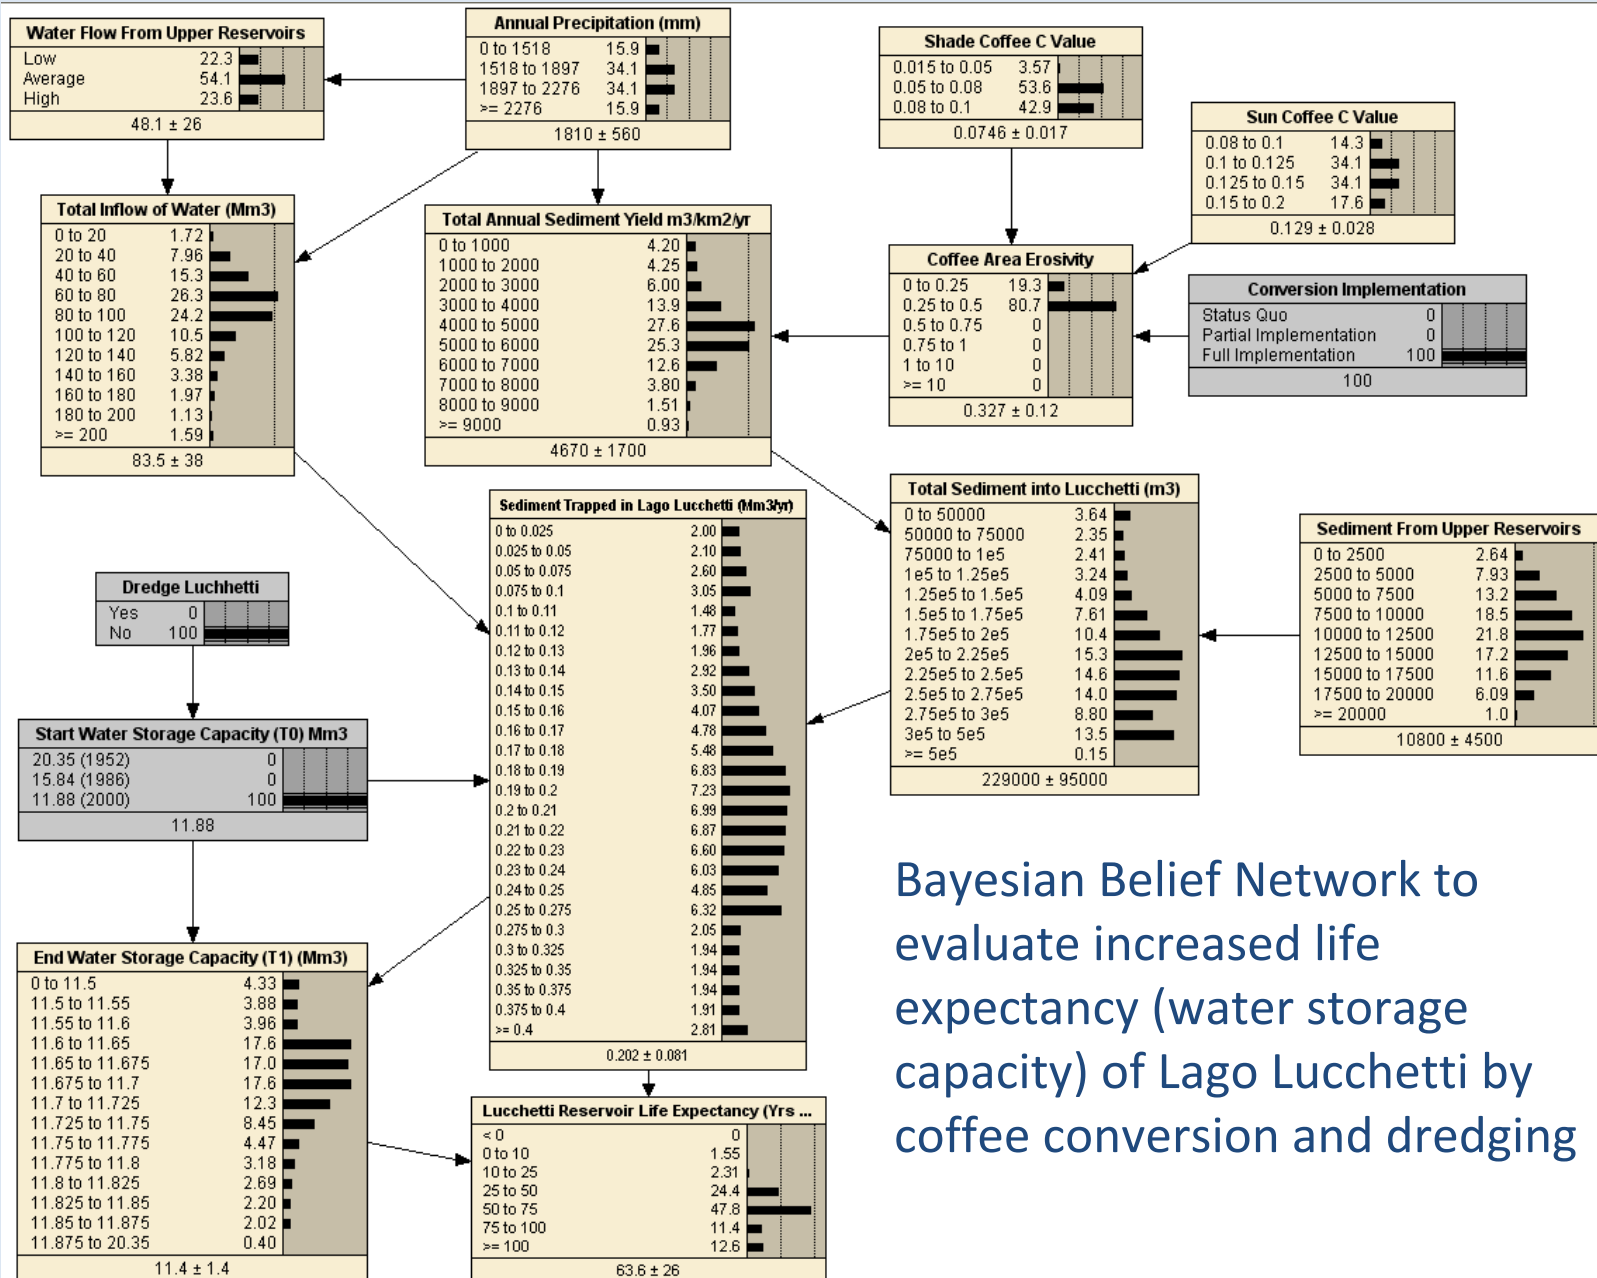 Water Flow From Upper Reservoirs
Low 22.3
Average 54.1
High 23.6
48.1 ± 26
Annual Precipitation (mm)
0 to 1518 15.9
1518 to 1897 34.1
1897 to 2276 34.1
>= 2276 15.9
1810 ± 560
Shade Coffee C Value
0.015 to 0.05 3.57
0.05 to 0.08 53.6
0.08 to 0.1 42.9
0.0746 ± 0.017
Sun Coffee C Value
0.08 to 0.1 14.3
0.1 to 0.125 34.1
0.125 to 0.15 34.1
0.15 to 0.2 17.6
0.129 ± 0.028
Total Inflow of Water (Mm3)
0 to 20 1.72
20 to 40 7.96
40 to 60 15.3
60 to 80 26.3
80 to 100 24.2
100 to 120 10.5
120 to 140 5.82
140 to 160 3.38
160 to 180 1.97
180 to 200 1.13
>= 200 1.59
83.5 ± 38
Total Annual Sediment Yield m3/km2/yr
0 to 1000 4.20
1000 to 2000 4.25
2000 to 3000 6.00
3000 to 4000 13.9
4000 to 5000 27.6
5000 to 6000 25.3
6000 to 7000 12.6
7000 to 8000 3.80
8000 to 9000 1.51
>= 9000 0.93
4670 ± 1700
Coffee Area Erosivity
0 to 0.25 19.3
0.25 to 0.5 80.7
0.5 to 0.75 0
0.75 to 1 0
1 to 10 0
>= 10 0
0.327 ± 0.12
Conversion Implementation
Status Quo 0
Partial Implementation 0
Full Implementation 100
100
Sediment Trapped in Lago Lucchetti (Mm3/yr)
0 to 0.025 2.00
0.025 to 0.05 2.10
0.05 to 0.075 2.60
0.075 to 0.1 3.05
0.1 to 0.11 1.48
0.11 to 0.12 1.77
0.12 to 0.13 1.96
0.13 to 0.14 2.92
0.14 to 0.15 3.50
0.15 to 0.16 4.07
0.16 to 0.17 4.78
0.17 to 0.18 5.48
0.18 to 0.19 6.83
0.19 to 0.2 7.23
0.2 to 0.21 6.99
0.21 to 0.22 6.87
0.22 to 0.23 6.60
0.23 to 0.24 6.03
0.24 to 0.25 4.85
0.25 to 0.275 6.32
0.275 to 0.3 2.05
0.3 to 0.325 1.94
0.325 to 0.35 1.94
0.35 to 0.375 1.94
0.375 to 0.4 1.91
>= 0.4 2.81
0.202 ± 0.081
Total Sediment into Lucchetti (m3)
0 to 50000 3.64
50000 to 75000 2.35
75000 to 1e5 2.41
1e5 to 1.25e5 3.24
1.25e5 to 1.5e5 4.09
1.5e5 to 1.75e5 7.61
1.75e5 to 2e5 10.4
2e5 to 2.25e5 15.3
2.25e5 to 2.5e5 14.6
2.5e5 to 2.75e5 14.0
2.75e5 to 3e5 8.80
3e5 to 5e5 13.5
>= 5e5 0.15
229000 ± 95000
Sediment From Upper Reservoirs
0 to 2500 2.64
2500 to 5000 7.93
5000 to 7500 13.2
7500 to 10000 18.5
10000 to 12500 21.8
12500 to 15000 17.2
15000 to 17500 11.6
17500 to 20000 6.09
>= 20000 1.0
10800 ± 4500
Dredge Luchhetti
Yes 0
No 100
Start Water Storage Capacity (T0) Mm3
20.35 (1952) 0
15.84 (1986) 0
11.88 (2000) 100
11.88
End Water Storage Capacity (T1) (Mm3)
0 to 11.5 4.33
11.5 to 11.55 3.88
11.55 to 11.6 3.96
11.6 to 11.65 17.6
11.65 to 11.675 17.0
11.675 to 11.7 17.6
11.7 to 11.725 12.3
11.725 to 11.75 8.45
11.75 to 11.775 4.47
11.775 to 11.8 3.18
11.8 to 11.825 2.69
11.825 to 11.85 2.20
11.85 to 11.875 2.02
11.875 to 20.35 0.40
11.4 ± 1.4
Lucchetti Reservoir Life Expectancy (Yrs ...
< 0 0
0 to 10 1.55
10 to 25 2.31
25 to 50 24.4
50 to 75 47.8
75 to 100 11.4
>= 100 12.6
63.6 ± 26
Bayesian Belief Network to
evaluate increased life
expectancy (water storage
capacity) of Lago Lucchetti by
coffee conversion and dredging